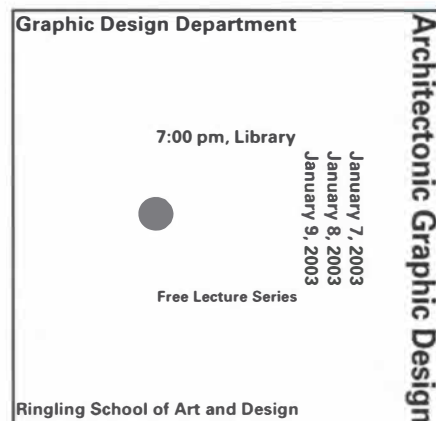 Graphic Design Department
Architectonic Graphic Design
7:00 pm, Library
January 7, 2003
January 8, 2003
January 9, 2003
Free Lecture Series
Ringling School of Art and Design